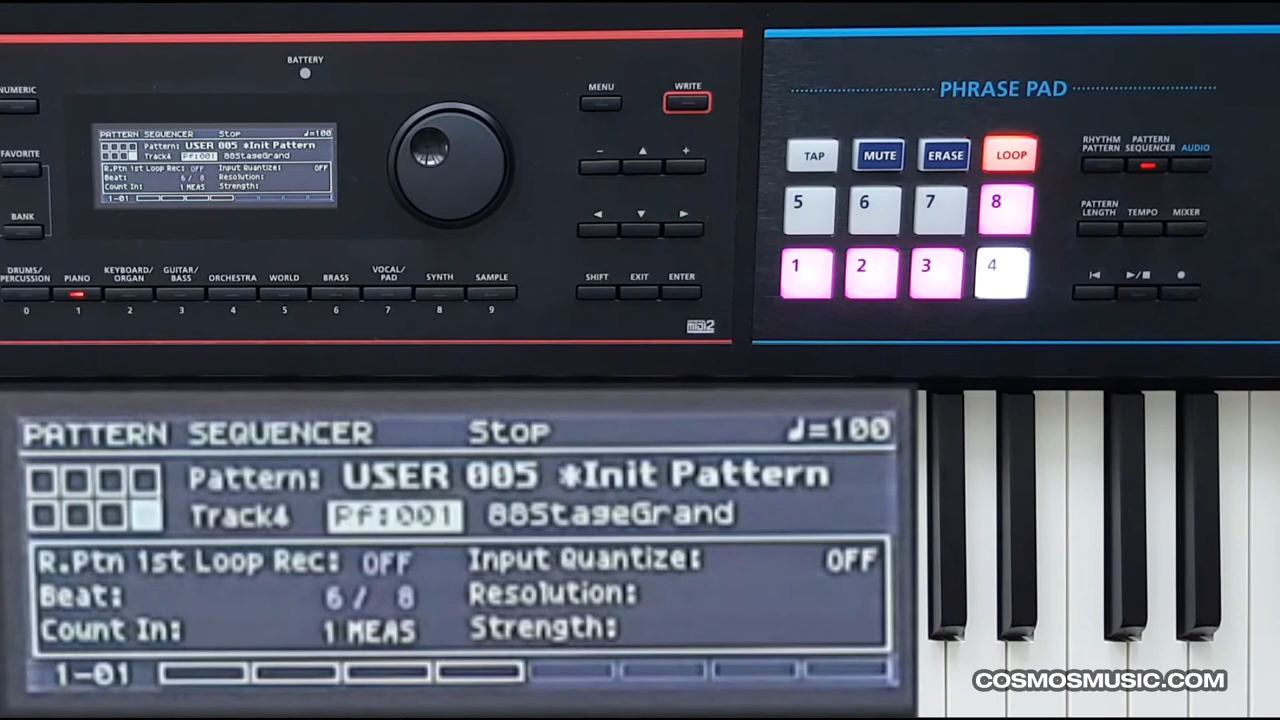 BATTERY
NUMERIC
MENU
WRITE
PHRASE PAD
PATTERN SEQUENCER Stop ♩=100
Pattern: USER 005 *Init Pattern
Track4 Pf:001 88StageGrand
R.Ptn 1st Loop Rec: OFF Input Quantize: OFF
Beat: 6 / 8 Resolution:
Count In: 1 MEAS Strength:
1-01
FAVORITE
BANK
− ▲ +
◀ ▼ ▶
TAP MUTE ERASE LOOP
RHYTHM PATTERN
PATTERN SEQUENCER
AUDIO
5 6 7 8
PATTERN LENGTH
TEMPO
MIXER
1 2 3 4
DRUMS/ PERCUSSION
PIANO
KEYBOARD/ ORGAN
GUITAR/ BASS
ORCHESTRA
WORLD
BRASS
VOCAL/ PAD
SYNTH
SAMPLE
0 1 2 3 4 5 6 7 8 9
SHIFT EXIT ENTER
MIDI2
PATTERN SEQUENCER Stop ♩=100
Pattern: USER 005 *Init Pattern
Track4 Pf:001 88StageGrand
R.Ptn 1st Loop Rec: OFF Input Quantize: OFF
Beat: 6 / 8 Resolution:
Count In: 1 MEAS Strength:
1-01
COSMOSMUSIC.COM